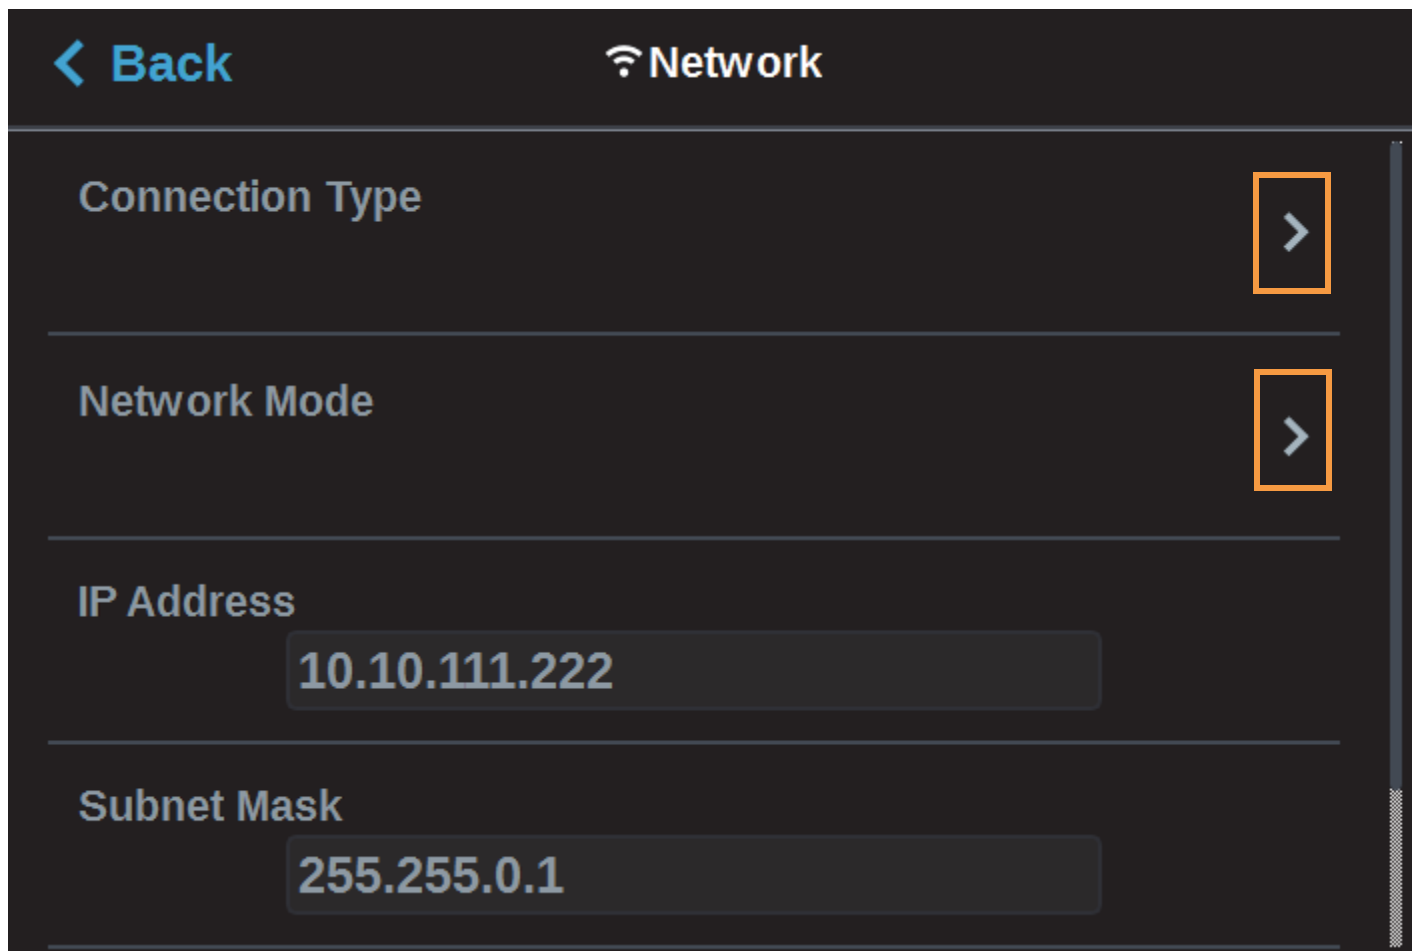 Back
Network
Connection Type
Network Mode
IP Address
10.10.111.222
Subnet Mask
255.255.0.1